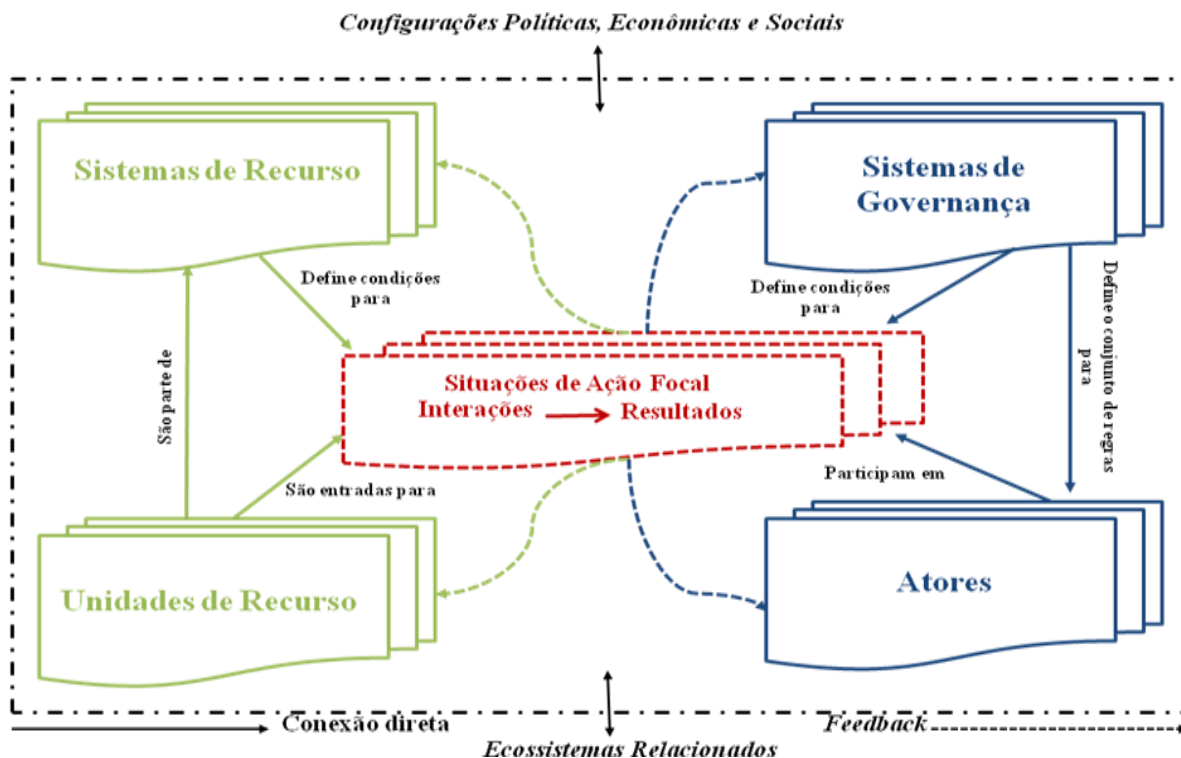 Configurações Políticas, Econômicas e Sociais
Sistemas de Recurso
Sistemas de
Governança
Define condições
para
Define condições
para
Define o conjunto de regras
para
São parte de
Situações de Ação Focal
Interações
Resultados
São entradas para
Participam em
Unidades de Recurso
Atores
Conexão direta
Feedback
Ecossistemas Relacionados